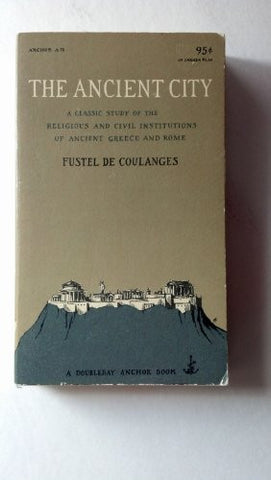 ANCHOR A 76
95¢
THE ANCIENT CITY
A CLASSIC STUDY OF THE
RELIGIOUS AND CIVIL INSTITUTIONS
OF ANCIENT GREECE AND ROME
FUSTEL DE COULANGES
A DOUBLEDAY ANCHOR BOOK